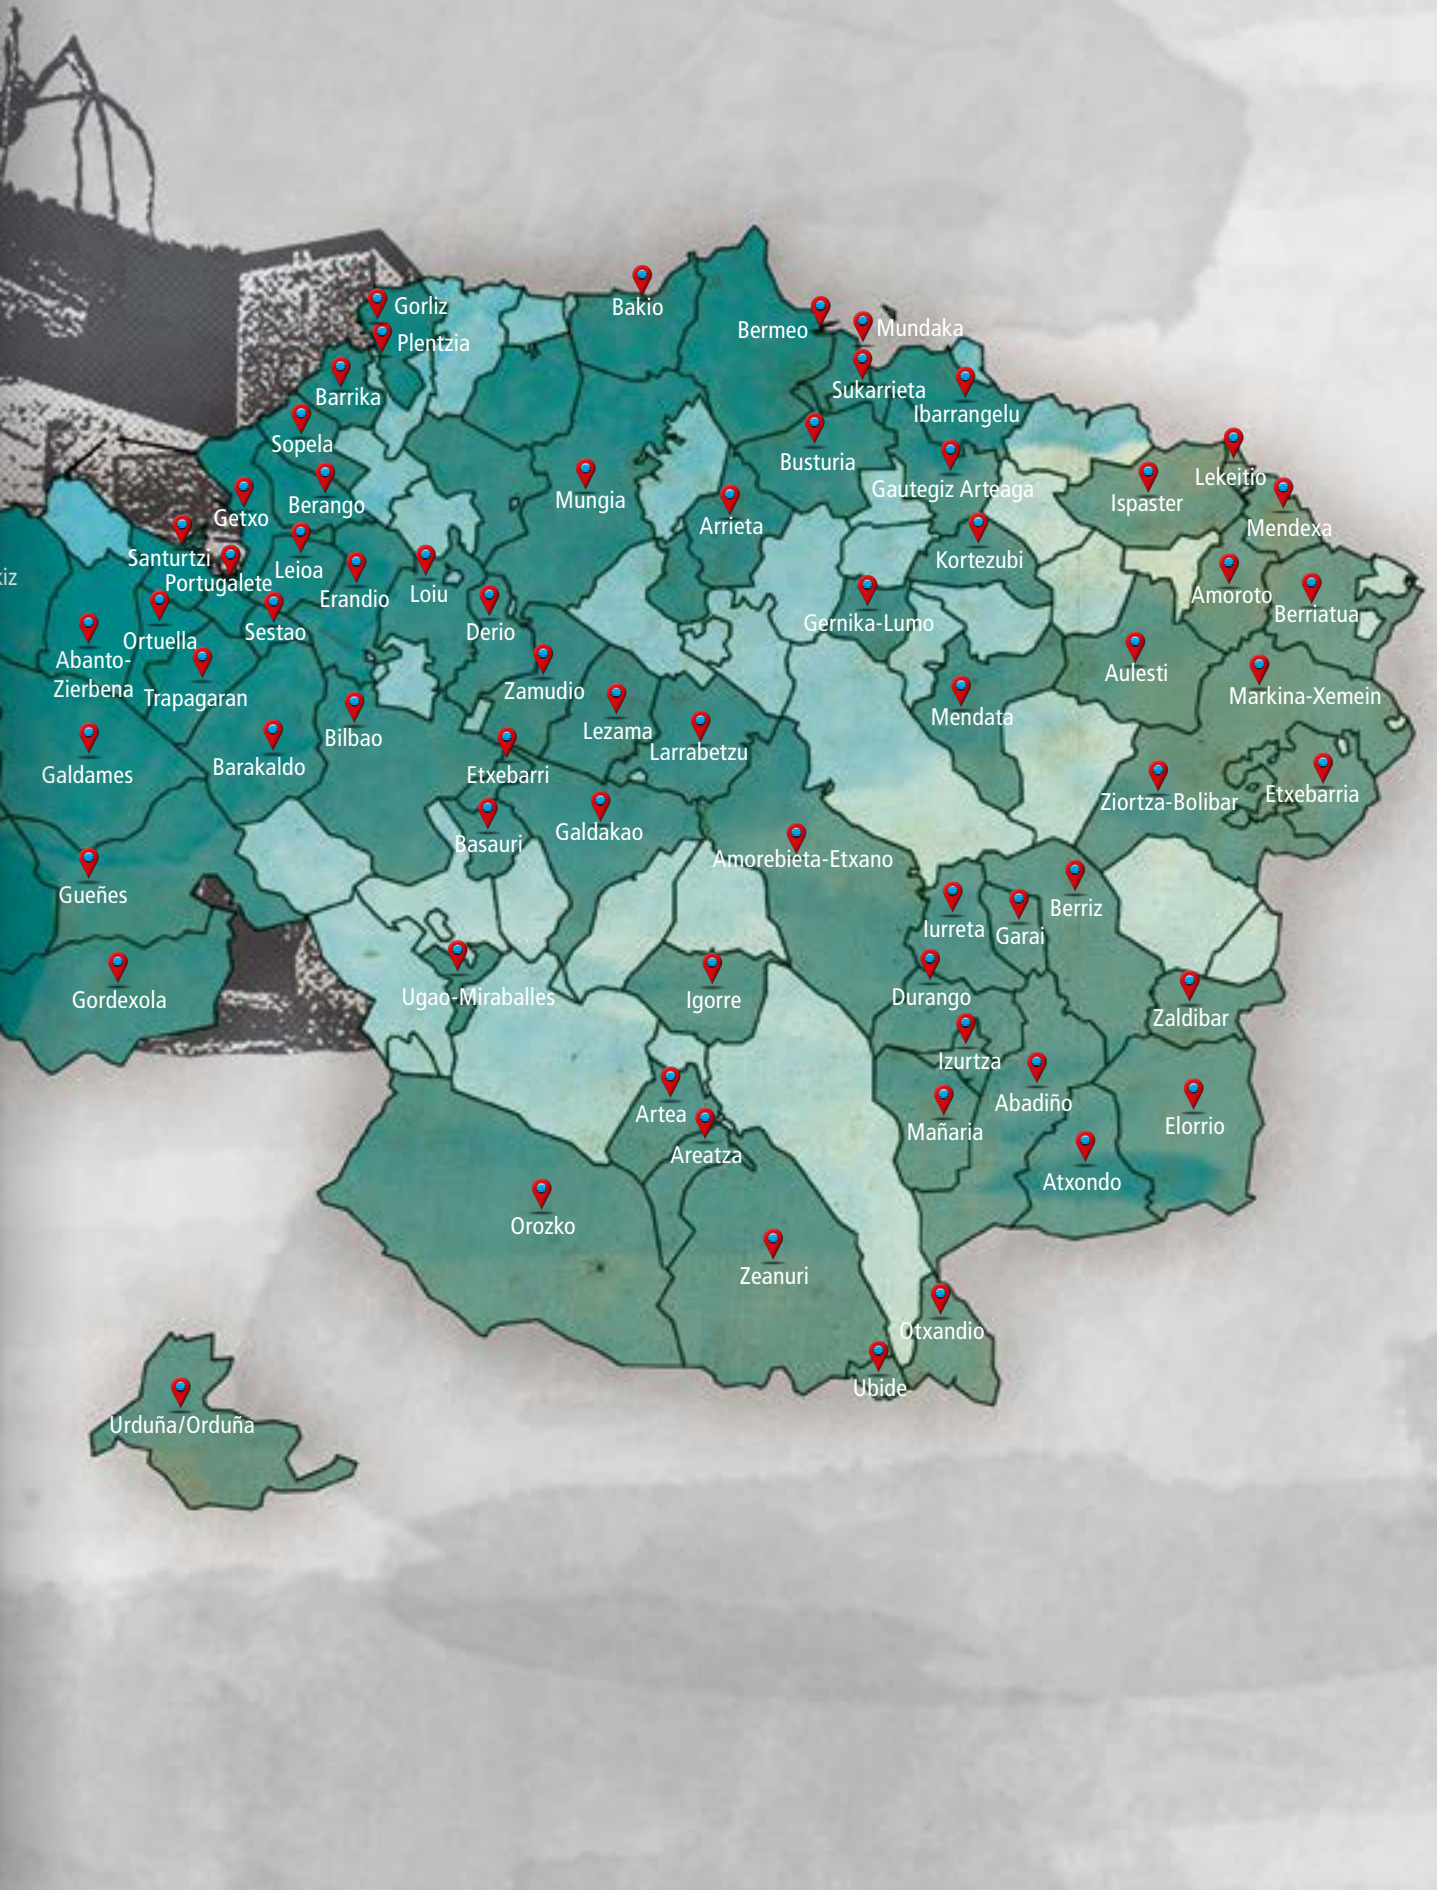 Gorliz
Bakio
Bermeo
Mundaka
Plentzia
Barrika
Sukarrieta
Ibarrangelu
Sopela
Busturia
Lekeitio
Gautegiz Arteaga
Mungia
Ispaster
Berango
Getxo
Arrieta
Mendexa
Santurtzi
Kortezubi
Leioa
iz
Portugalete
Loiu
Amoroto
Erandio
Berriatua
Gernika-Lumo
Sestao
Derio
Ortuella
Abanto-
Zierbena
Aulesti
Zamudio
Trapagaran
Markina-Xemein
Mendata
Lezama
Bilbao
Larrabetzu
Barakaldo
Galdames
Etxebarri
Etxebarria
Ziortza-Bolibar
Galdakao
Basauri
Amorebieta-Etxano
Gueñes
Berriz
Iurreta
Garai
Ugao-Miraballes
Durango
Gordexola
Igorre
Zaldibar
Izurtza
Abadiño
Artea
Elorrio
Mañaria
Areatza
Atxondo
Orozko
Zeanuri
Otxandio
Ubide
Urduña/Orduña